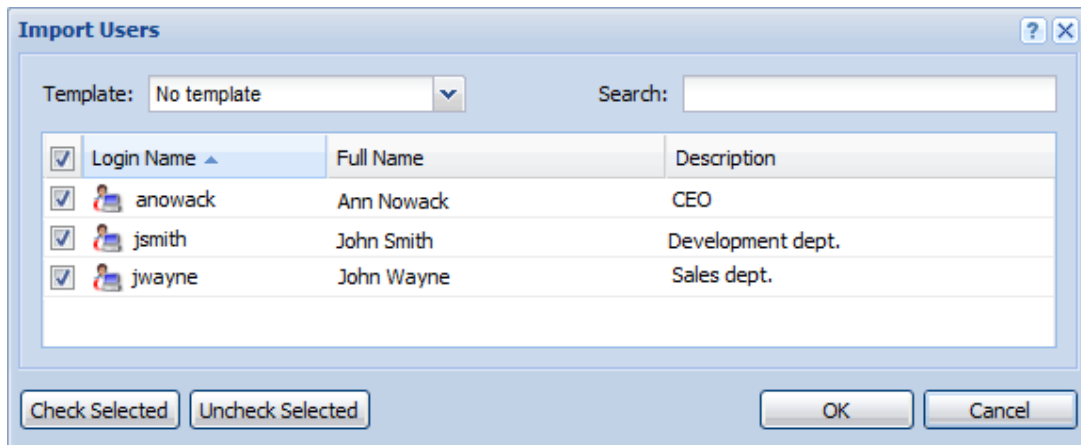 Import Users
Template: No template Search:
Login Name Full Name Description
anowack Ann Nowack CEO
jsmith John Smith Development dept.
jwayne John Wayne Sales dept.
Check Selected Uncheck Selected OK Cancel